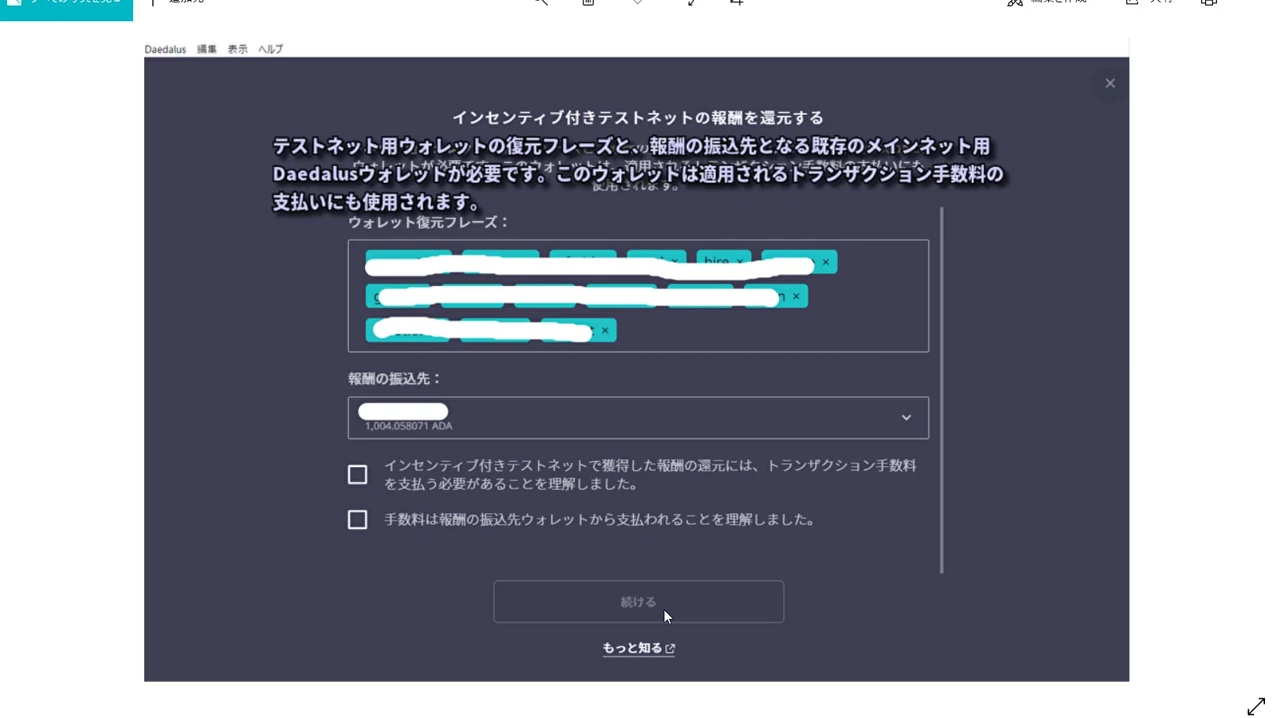 Daedalus 編集 表示 ヘルプ
インセンティブ付きテストネットの報酬を還元する
テストネット用ウォレットの復元フレーズと、報酬の振込先となる既存のメインネット用
Daedalusウォレットが必要です。このウォレットは適用されるトランザクション手数料の
支払いにも使用されます。
使用されます。
ウォレット復元フレーズ：
hire × ×
×
×
報酬の振込先：
1,004.058071 ADA
インセンティブ付きテストネットで獲得した報酬の還元には、トランザクション手数料
を支払う必要があることを理解しました。
手数料は報酬の振込先ウォレットから支払われることを理解しました。
続ける
もっと知る